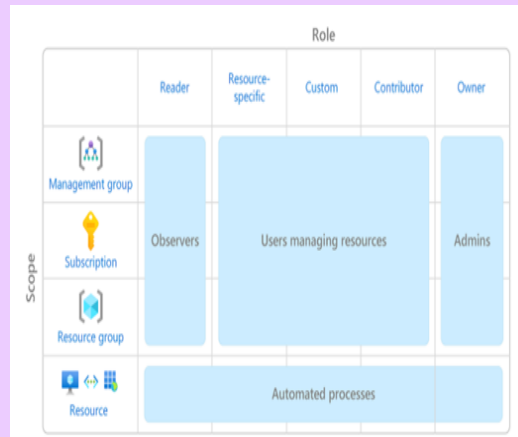 Role
Reader
Resource-
specific
Custom
Contributor
Owner
Scope
Management group
Subscription
Resource group
Resource
Observers
Users managing resources
Admins
Automated processes